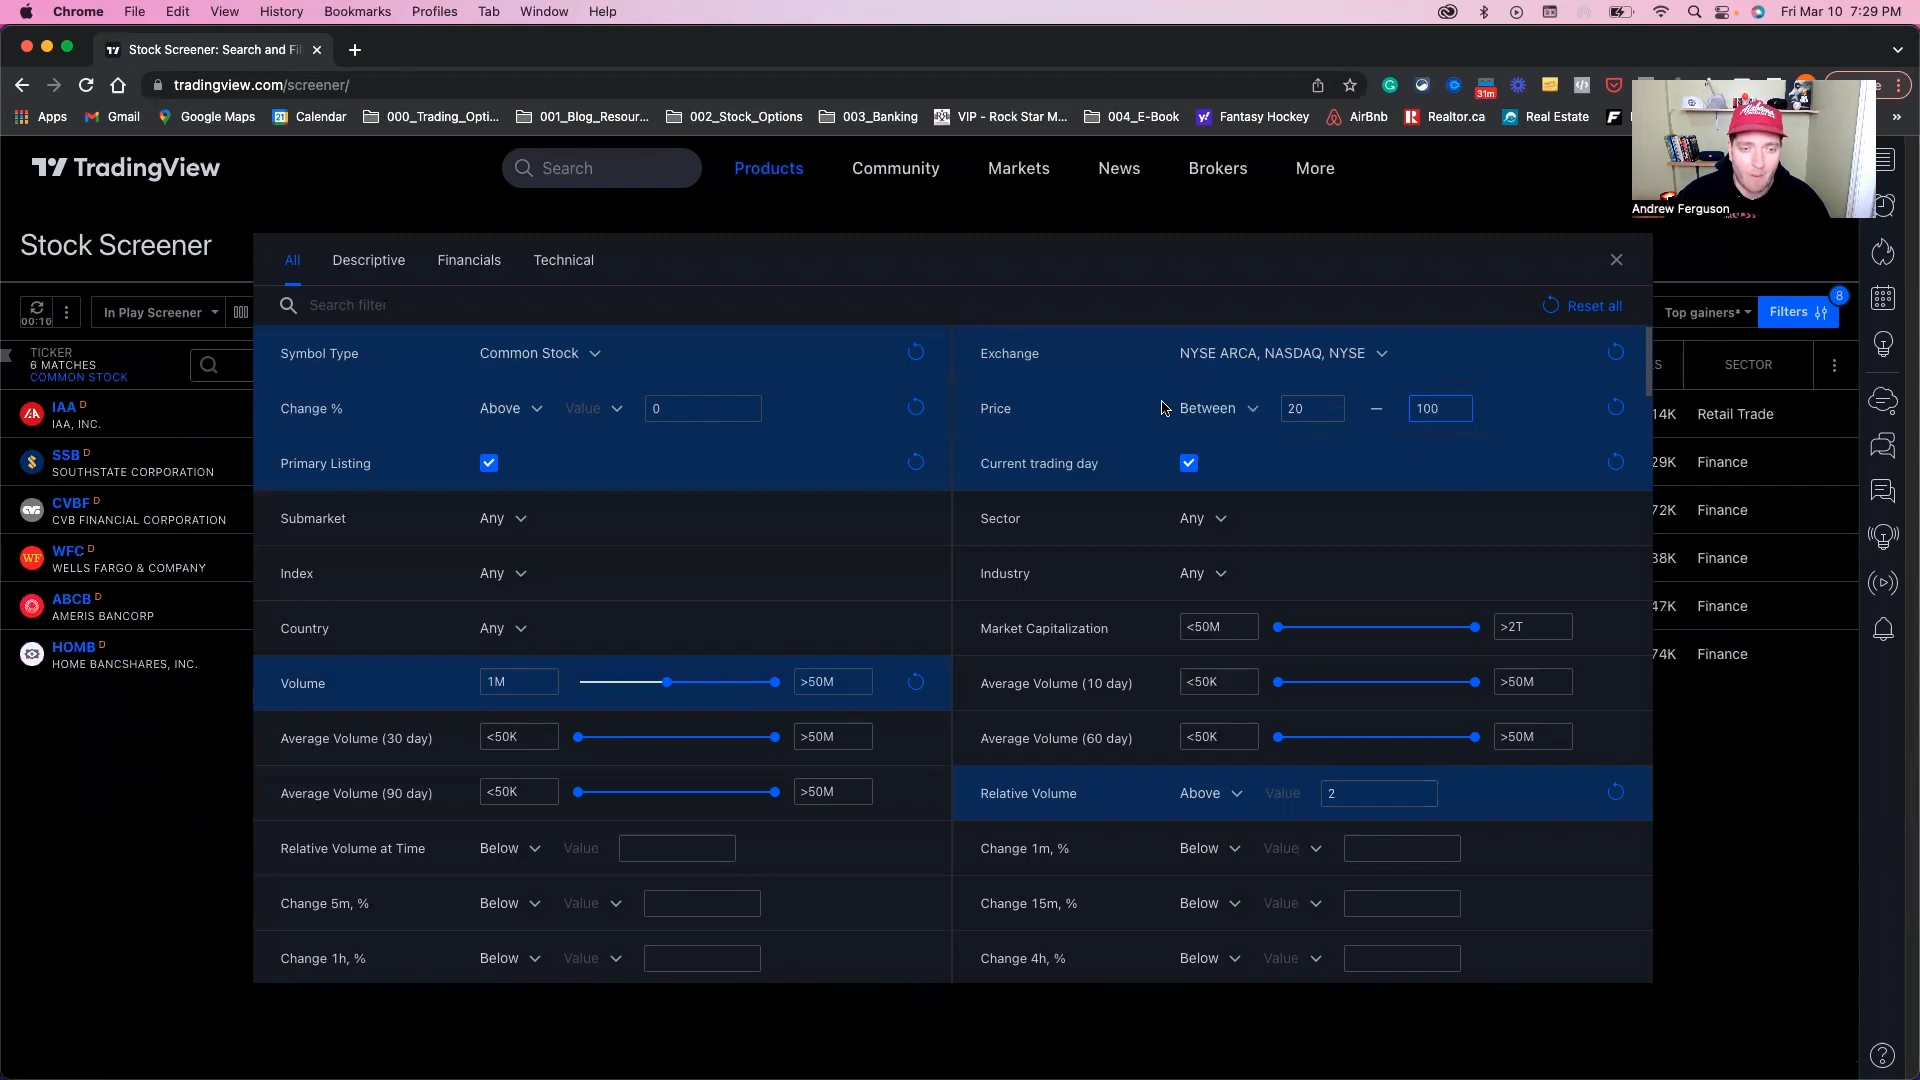 Chrome File Edit View History Bookmarks Profiles Tab Window Help Fri Mar 10 7:29 PM
Stock Screener: Search and Fil
tradingview.com/screener/
31m
Apps Gmail Google Maps Calendar 000_Trading_Opti... 001_Blog_Resour... 002_Stock_Options 003_Banking VIP - Rock Star M... 004_E-Book Fantasy Hockey AirBnb Realtor.ca Real Estate
TradingView Search Products Community Markets News Brokers More
Andrew Ferguson
Stock Screener
All Descriptive Financials Technical
Search filter Reset all
00:10 In Play Screener Top gainers* Filters 8
TICKER
6 MATCHES
COMMON STOCK
SECTOR
IAA D
IAA, INC.
14K Retail Trade
SSB D
SOUTHSTATE CORPORATION
29K Finance
CVBF D
CVB FINANCIAL CORPORATION
72K Finance
WFC D
WELLS FARGO & COMPANY
38K Finance
ABCB D
AMERIS BANCORP
47K Finance
HOMB D
HOME BANCSHARES, INC.
74K Finance
Symbol Type Common Stock Exchange NYSE ARCA, NASDAQ, NYSE
Change % Above Value 0 Price Between 20 — 100
Primary Listing Current trading day
Submarket Any Sector Any
Index Any Industry Any
Country Any Market Capitalization <50M >2T
Volume 1M >50M Average Volume (10 day) <50K >50M
Average Volume (30 day) <50K >50M Average Volume (60 day) <50K >50M
Average Volume (90 day) <50K >50M Relative Volume Above Value 2
Relative Volume at Time Below Value Change 1m, % Below Value
Change 5m, % Below Value Change 15m, % Below Value
Change 1h, % Below Value Change 4h, % Below Value